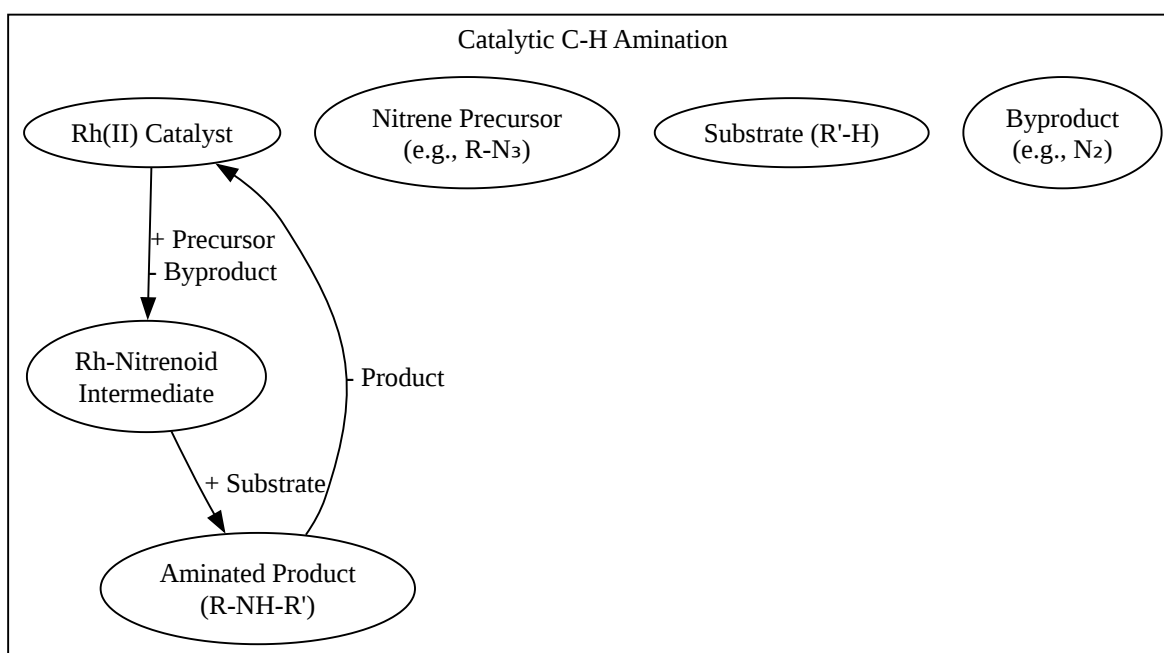 Catalytic C-H Amination
Rh(II) Catalyst
Nitrene Precursor
(e.g., R-N₃)
Substrate (R'-H)
Byproduct
(e.g., N₂)
+ Precursor
- Byproduct
Rh-Nitrenoid
Intermediate
- Product
+ Substrate
Aminated Product
(R-NH-R')